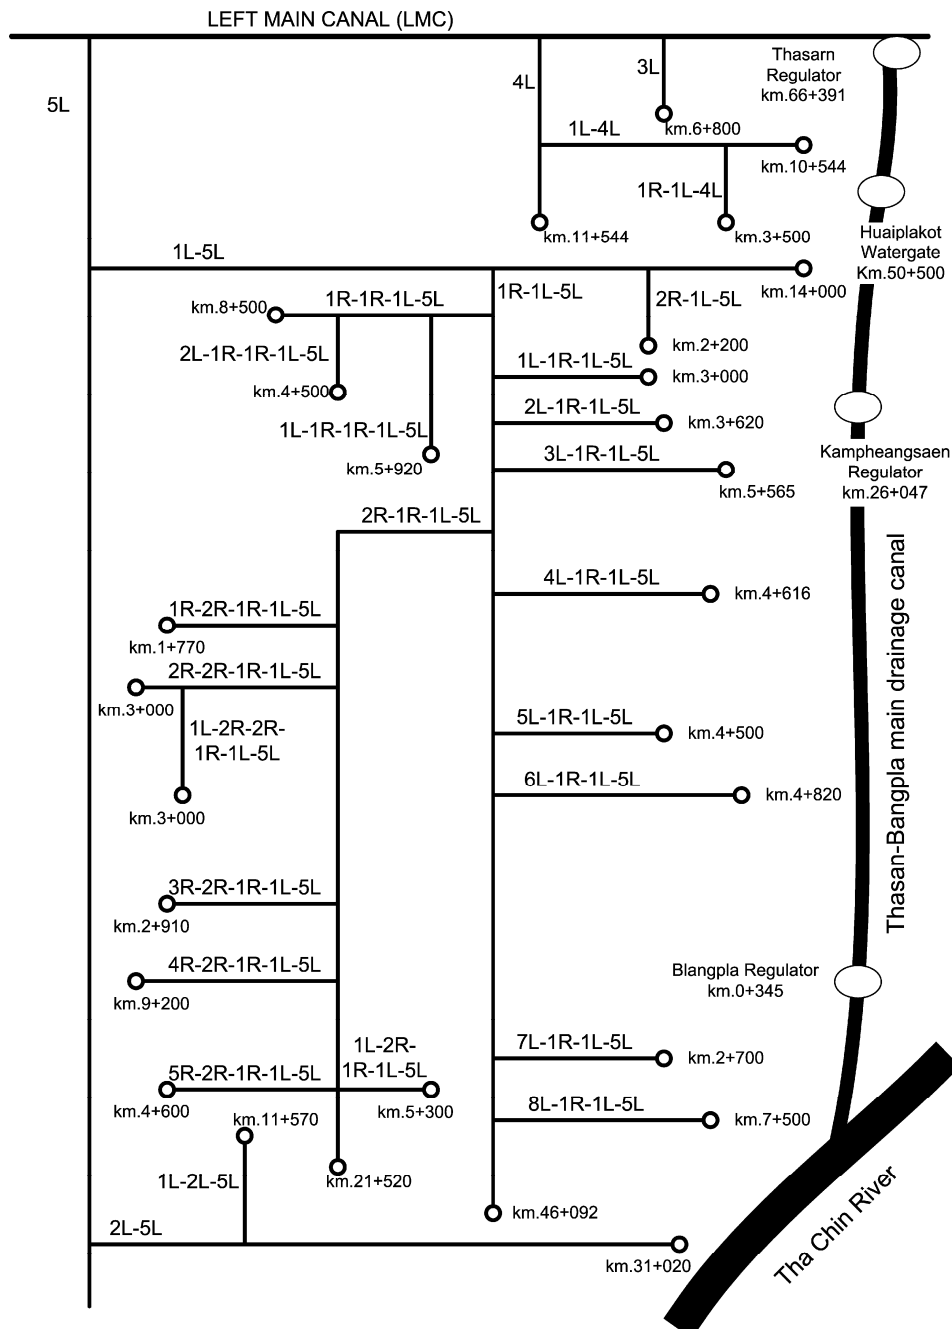 LEFT MAIN CANAL (LMC)
5L
4L
3L
Thasarn
Regulator
km.66+391
km.6+800
1L-4L
km.10+544
1R-1L-4L
km.11+544
km.3+500
Huaiplakot
Watergate
Km.50+500
1L-5L
km.14+000
1R-1L-5L
2R-1L-5L
km.8+500
1R-1R-1L-5L
2L-1R-1R-1L-5L
km.4+500
1L-1R-1R-1L-5L
km.5+920
km.2+200
1L-1R-1L-5L
km.3+000
2L-1R-1L-5L
km.3+620
3L-1R-1L-5L
km.5+565
Kampheangsaen
Regulator
km.26+047
2R-1R-1L-5L
4L-1R-1L-5L
km.4+616
1R-2R-1R-1L-5L
km.1+770
2R-2R-1R-1L-5L
km.3+000
1L-2R-2R-
1R-1L-5L
km.3+000
5L-1R-1L-5L
km.4+500
6L-1R-1L-5L
km.4+820
Thasan-Bangpla main drainage canal
3R-2R-1R-1L-5L
km.2+910
4R-2R-1R-1L-5L
km.9+200
Blangpla Regulator
km.0+345
7L-1R-1L-5L
km.2+700
1L-2R-
1R-1L-5L
5R-2R-1R-1L-5L
km.4+600
km.5+300
8L-1R-1L-5L
km.7+500
km.11+570
1L-2L-5L
km.21+520
km.46+092
2L-5L
km.31+020
Tha Chin River